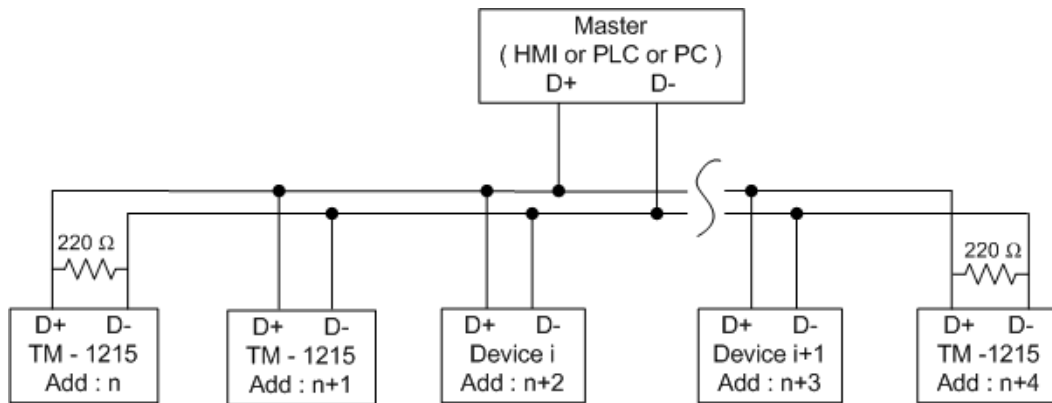 Master
( HMI or PLC or PC )
D+ D-
220 Ω
220 Ω
D+ D-
TM - 1215
Add : n
D+ D-
TM - 1215
Add : n+1
D+ D-
Device i
Add : n+2
D+ D-
Device i+1
Add : n+3
D+ D-
TM -1215
Add : n+4